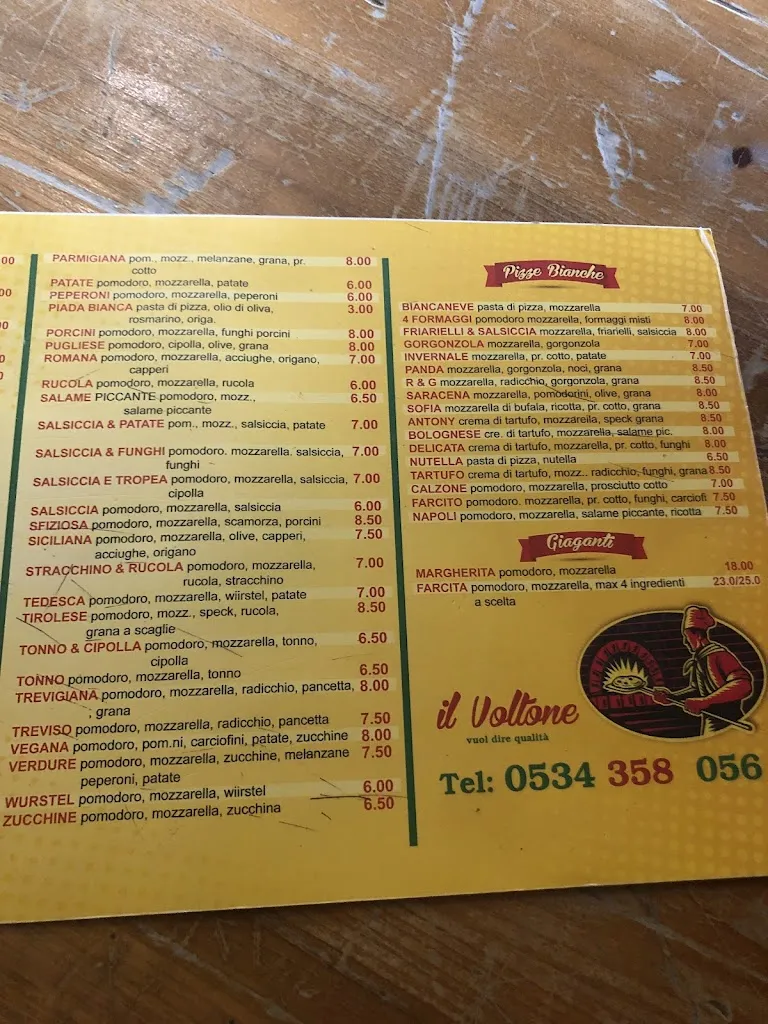 00
00
0
0
0
PARMIGIANA pom., mozz., melanzane, grana, pr. 8.00
cotto
PATATE pomodoro, mozzarella, patate 6.00
PEPERONI pomodoro, mozzarella, peperoni 6.00
PIADA BIANCA pasta di pizza, olio di oliva, 3.00
rosmarino, origa.
PORCINI pomodoro, mozzarella, funghi porcini 8.00
PUGLIESE pomodoro, cipolla, olive, grana 8.00
ROMANA pomodoro, mozzarella, acciughe, origano, 7.00
capperi
RUCOLA pomodoro, mozzarella, rucola 6.00
SALAME PICCANTE pomodoro, mozz., 6.50
salame piccante
SALSICCIA & PATATE pom., mozz., salsiccia, patate 7.00
SALSICCIA & FUNGHI pomodoro. mozzarella. salsiccia, 7.00
funghi
SALSICCIA E TROPEA pomodoro, mozzarella, salsiccia, 7.00
cipolla
SALSICCIA pomodoro, mozzarella, salsiccia 6.00
SFIZIOSA pomodoro, mozzarella, scamorza, porcini 8.50
SICILIANA pomodoro, mozzarella, olive, capperi, 7.50
acciughe, origano
STRACCHINO & RUCOLA pomodoro, mozzarella, 7.00
rucola, stracchino
TEDESCA pomodoro, mozzarella, wiirstel, patate 7.00
TIROLESE pomodoro, mozz., speck, rucola, 8.50
grana a scaglie
TONNO & CIPOLLA pomodoro, mozzarella, tonno, 6.50
cipolla
TONNO pomodoro, mozzarella, tonno 6.50
TREVIGIANA pomodoro, mozzarella, radicchio, pancetta, 8.00
, grana
TREVISO pomodoro, mozzarella, radicchio, pancetta 7.50
VEGANA pomodoro, pom.ni, carciofini, patate, zucchine 8.00
VERDURE pomodoro, mozzarella, zucchine, melanzane 7.50
peperoni, patate
WURSTEL pomodoro, mozzarella, wiirstel 6.00
ZUCCHINE pomodoro, mozzarella, zucchina 6.50
Pizze Bianche
BIANCANEVE pasta di pizza, mozzarella 7.00
4 FORMAGGI pomodoro mozzarella, formaggi misti 8.00
FRIARIELLI & SALSICCIA mozzarella, friarielli, salsiccia 8.00
GORGONZOLA mozzarella, gorgonzola 7.00
INVERNALE mozzarella, pr. cotto, patate 7.00
PANDA mozzarella, gorgonzola, noci, grana 8.50
R & G mozzarella, radicchio, gorgonzola, grana 8.50
SARACENA mozzarella, pomodorini, olive, grana 8.00
SOFIA mozzarella di bufala, ricotta, pr. cotto, grana 8.50
ANTONY crema di tartufo, mozzarella, speck grana 8.50
BOLOGNESE cre. di tartufo, mozzarella, salame pic. 8.00
DELICATA crema di tartufo, mozzarella, pr. cotto, funghi 8.00
NUTELLA pasta di pizza, nutella 6.50
TARTUFO crema di tartufo, mozz.. radicchio, funghi, grana 8.50
CALZONE pomodoro, mozzarella, prosciutto cotto 7.00
FARCITO pomodoro. mozzarella, pr. cotto, funghi, carciofi 7.50
NAPOLI pomodoro, mozzarella, salame piccante, ricotta 7.50
Giaganti
MARGHERITA pomodoro, mozzarella 18.00
FARCITA pomodoro, mozzarella, max 4 ingredienti 23.0/25.0
a scelta
il Voltone
vuol dire qualità
Tel: 0534 358 056